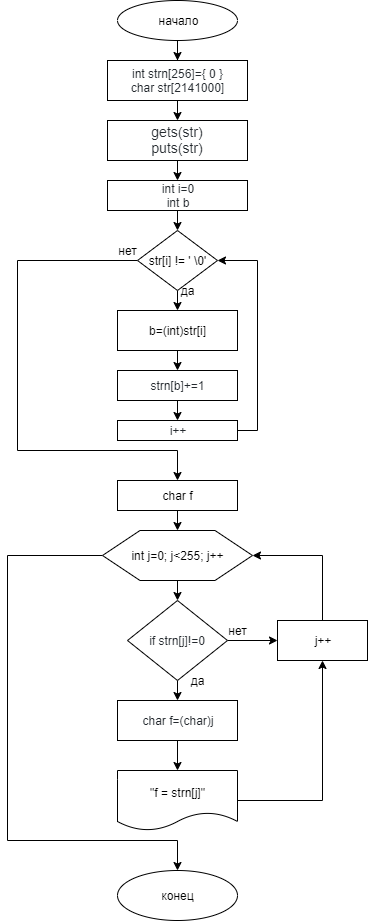 начало
int strn[256]={ 0 }
char str[2141000]
gets(str)
puts(str)
int i=0
int b
нет
str[i] != ' \0'
да
b=(int)str[i]
strn[b]+=1
i++
char f
int j=0; j<255; j++
if strn[j]!=0
нет
j++
да
char f=(char)j
"f = strn[j]"
конец